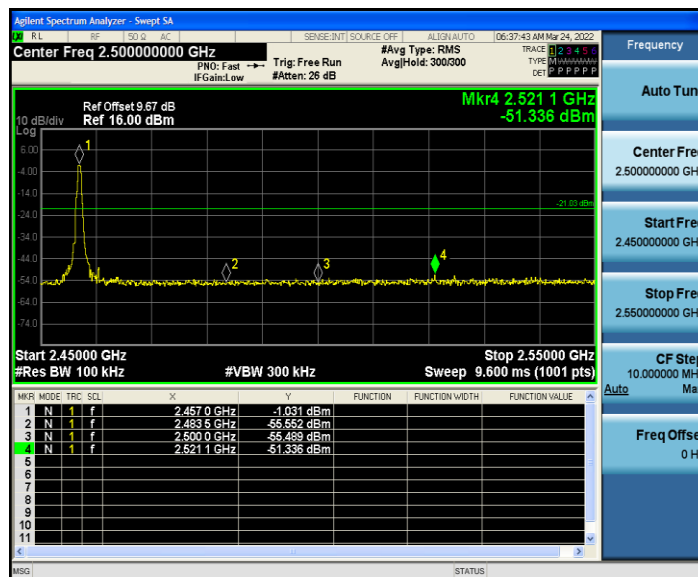 Agilent Spectrum Analyzer - Swept SA
RL RF 50 Ω AC SENSE:INT SOURCE OFF ALIGN AUTO 06:37:43 AM Mar 24, 2022
Center Freq 2.500000000 GHz
PNO: Fast
IFGain:Low
Trig: Free Run
#Atten: 26 dB
#Avg Type: RMS
Avg|Hold: 300/300
TRACE 1 2 3 4 5 6
TYPE M W W W W W
DET P P P P P P
Ref Offset 9.67 dB
10 dB/div Ref 16.00 dBm
Log
Mkr4 2.521 1 GHz
-51.336 dBm
6.00
-4.00
-14.0
-24.0
-34.0
-44.0
-54.0
-64.0
-74.0
1
2
3
4
-21.03 dBm
Start 2.45000 GHz Stop 2.55000 GHz
#Res BW 100 kHz #VBW 300 kHz Sweep 9.600 ms (1001 pts)
MKR MODE TRC SCL X Y FUNCTION FUNCTION WIDTH FUNCTION VALUE
1 N 1 f 2.457 0 GHz -1.031 dBm
2 N 1 f 2.483 5 GHz -55.552 dBm
3 N 1 f 2.500 0 GHz -55.489 dBm
4 N 1 f 2.521 1 GHz -51.336 dBm
5
6
7
8
9
10
11
MSG STATUS
Frequency
Auto Tun
Center Fre
2.500000000 GH
Start Fre
2.450000000 GH
Stop Fre
2.550000000 GH
CF Step
10.000000 MH
Auto Ma
Freq Offse
0 H